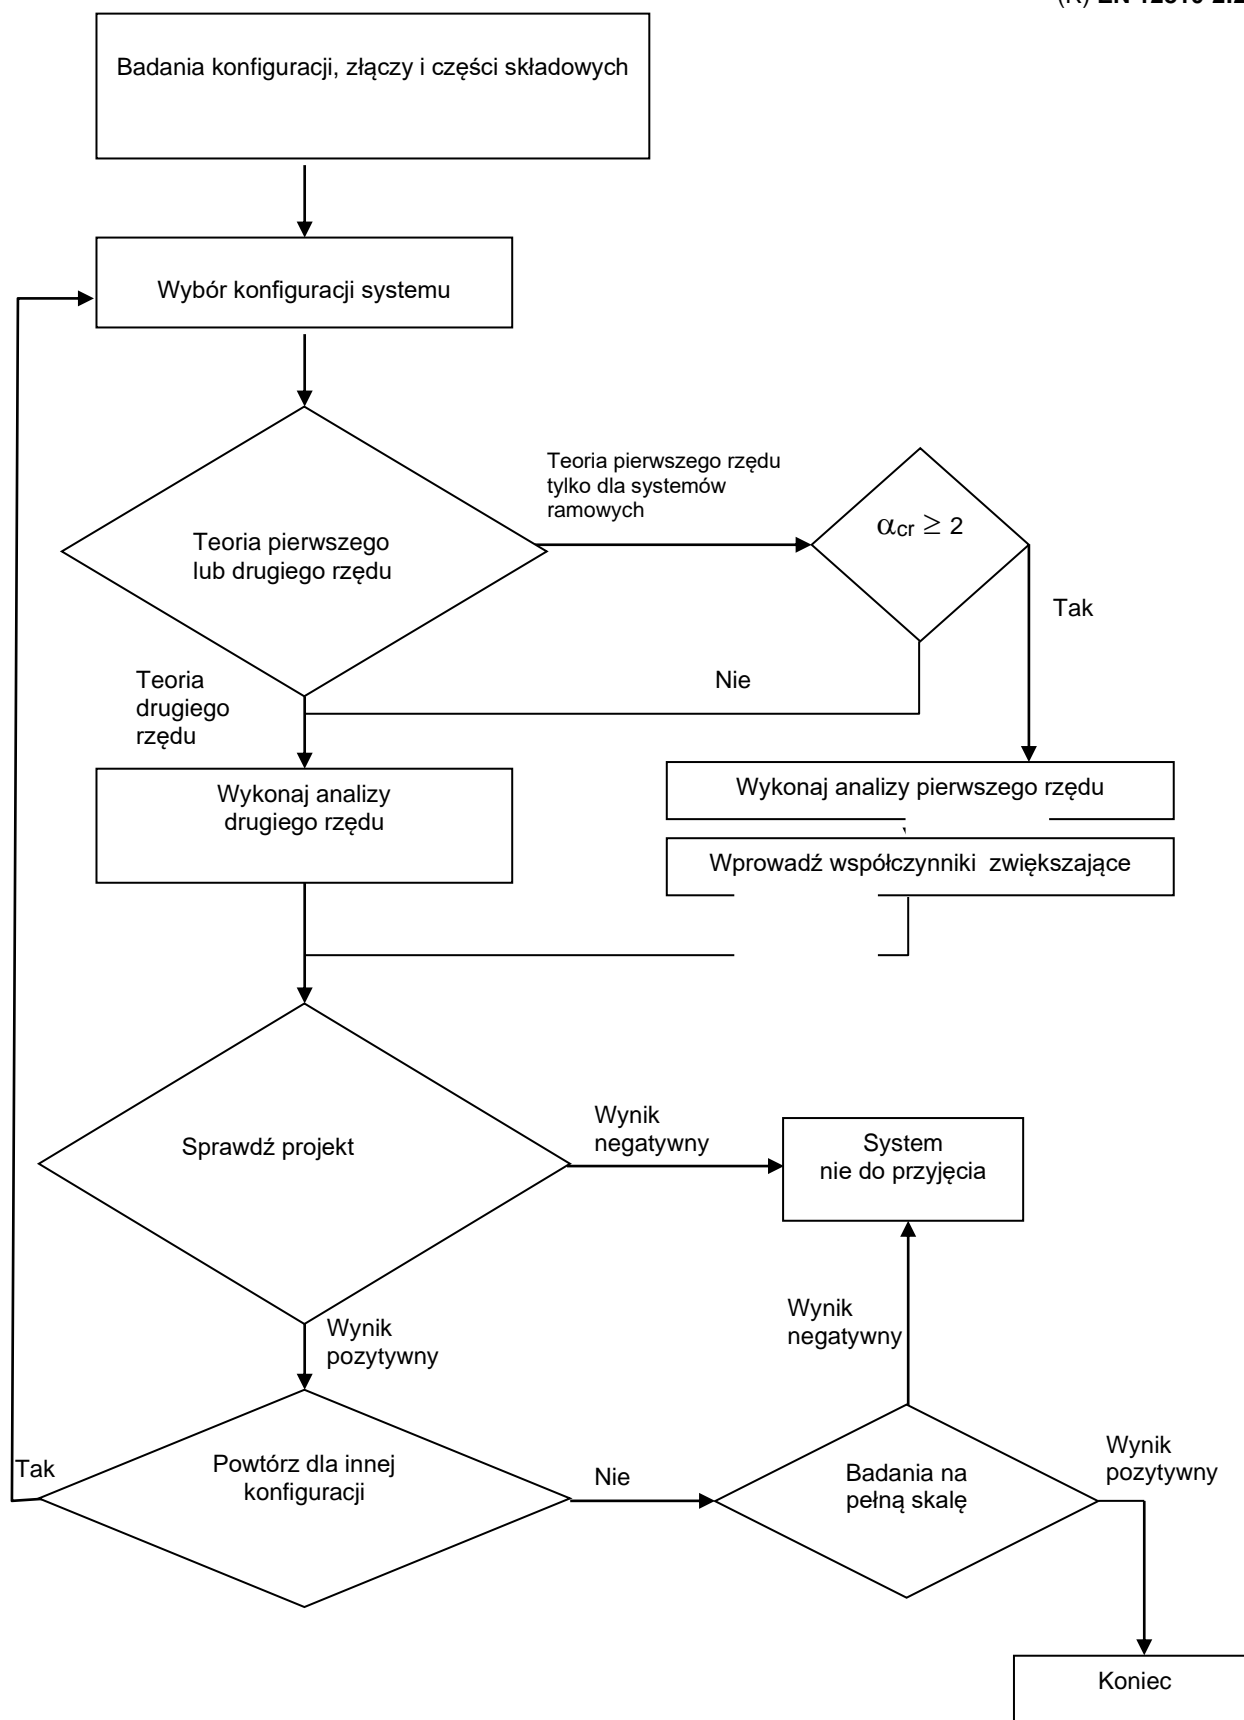 Badania konfiguracji, złączy i części składowych
Wybór konfiguracji systemu
Teoria pierwszego rzędu
tylko dla systemów
ramowych
αcr ≥ 2
Teoria pierwszego
lub drugiego rzędu
Tak
Teoria
drugiego
rzędu
Nie
Wykonaj analizy
drugiego rzędu
Wykonaj analizy pierwszego rzędu
Wprowadź współczynniki zwiększające
Sprawdź projekt
Wynik
negatywny
System
nie do przyjęcia
Wynik
pozytywny
Wynik
negatywny
Tak
Powtórz dla innej
konfiguracji
Nie
Badania na
pełną skalę
Wynik
pozytywny
Koniec